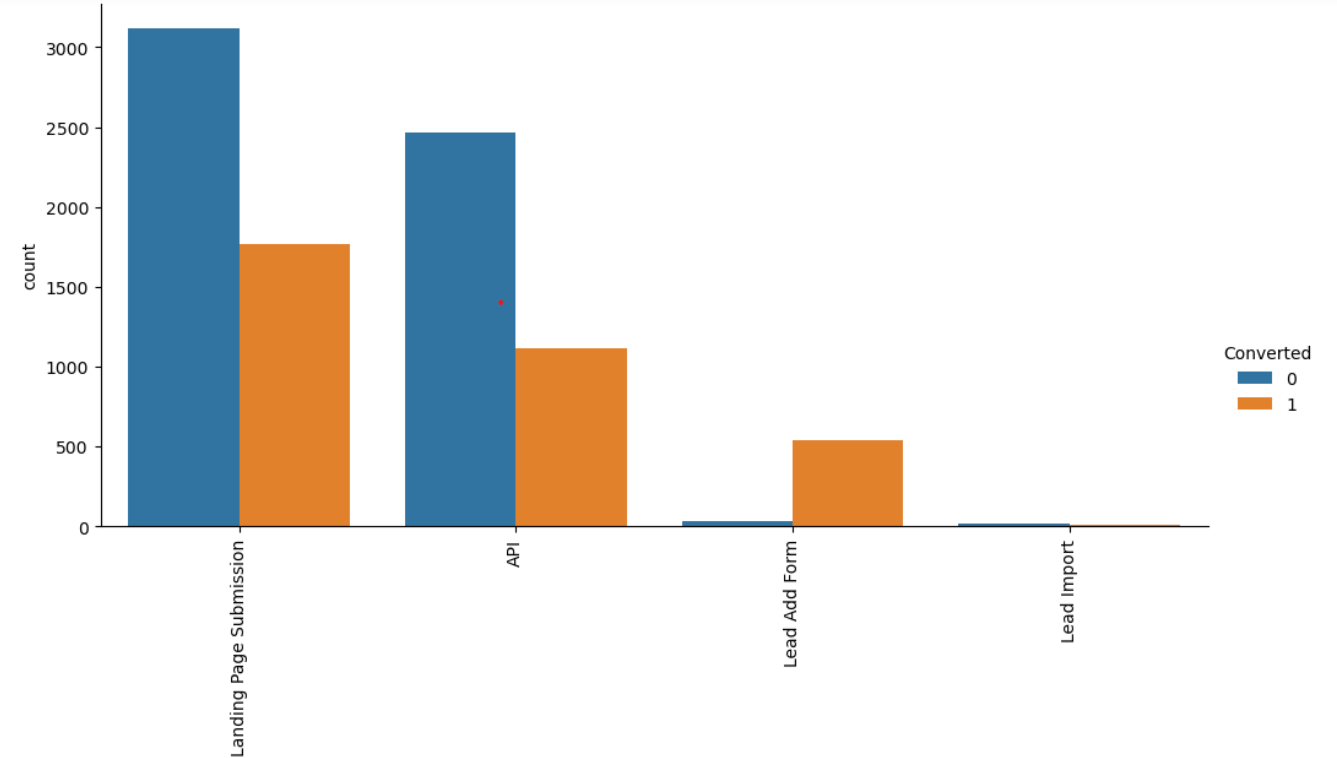 3000
2500
2000
1500
1000
500
0
count
Landing Page Submission
API
Lead Add Form
Lead Import
Converted
0
1